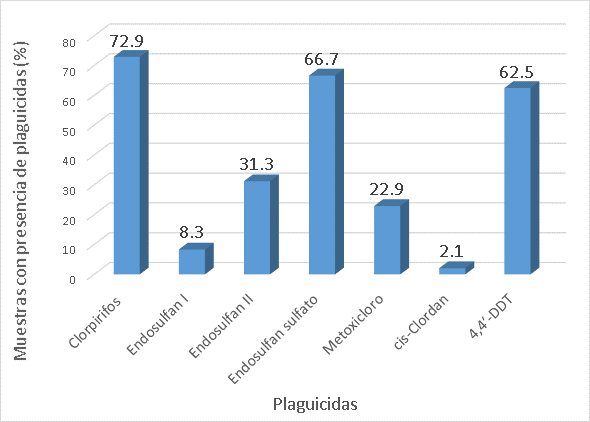 Muestras con presencia de plaguicidas (%)
80
70
60
50
40
30
20
10
0
72.9
8.3
31.3
66.7
22.9
2.1
62.5
Clorpirifos
Endosulfan I
Endosulfan II
Endosulfan sulfato
Metoxicloro
cis-Clordan
4,4′-DDT
Plaguicidas